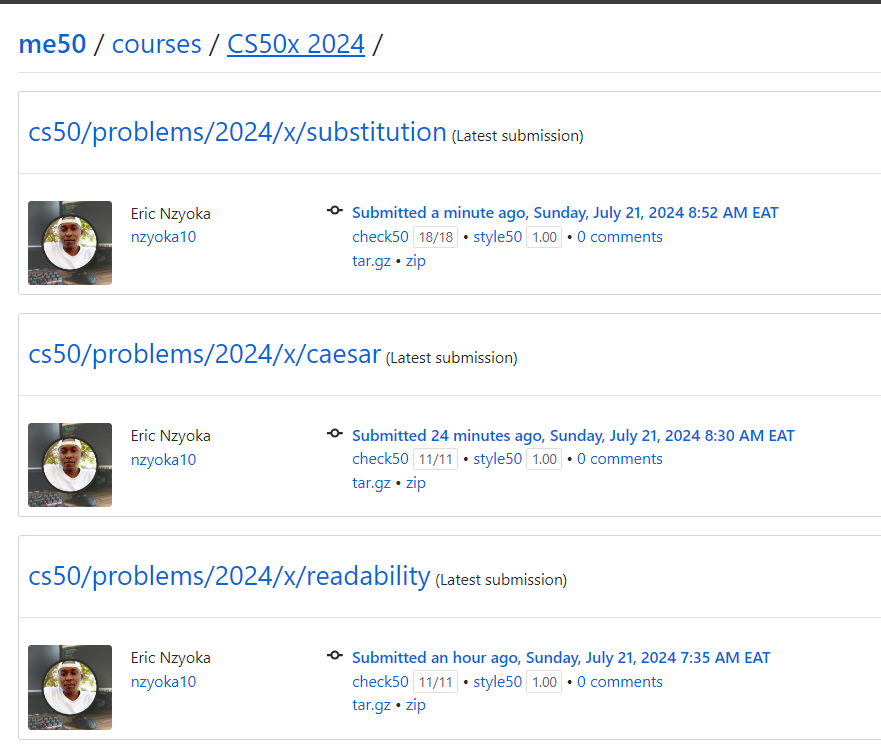 me50 / courses / CS50x 2024 /
cs50/problems/2024/x/substitution (Latest submission)
Eric Nzyoka
nzyoka10
Submitted a minute ago, Sunday, July 21, 2024 8:52 AM EAT
check50 18/18 • style50 1.00 • 0 comments
tar.gz • zip
cs50/problems/2024/x/caesar (Latest submission)
Eric Nzyoka
nzyoka10
Submitted 24 minutes ago, Sunday, July 21, 2024 8:30 AM EAT
check50 11/11 • style50 1.00 • 0 comments
tar.gz • zip
cs50/problems/2024/x/readability (Latest submission)
Eric Nzyoka
nzyoka10
Submitted an hour ago, Sunday, July 21, 2024 7:35 AM EAT
check50 11/11 • style50 1.00 • 0 comments
tar.gz • zip